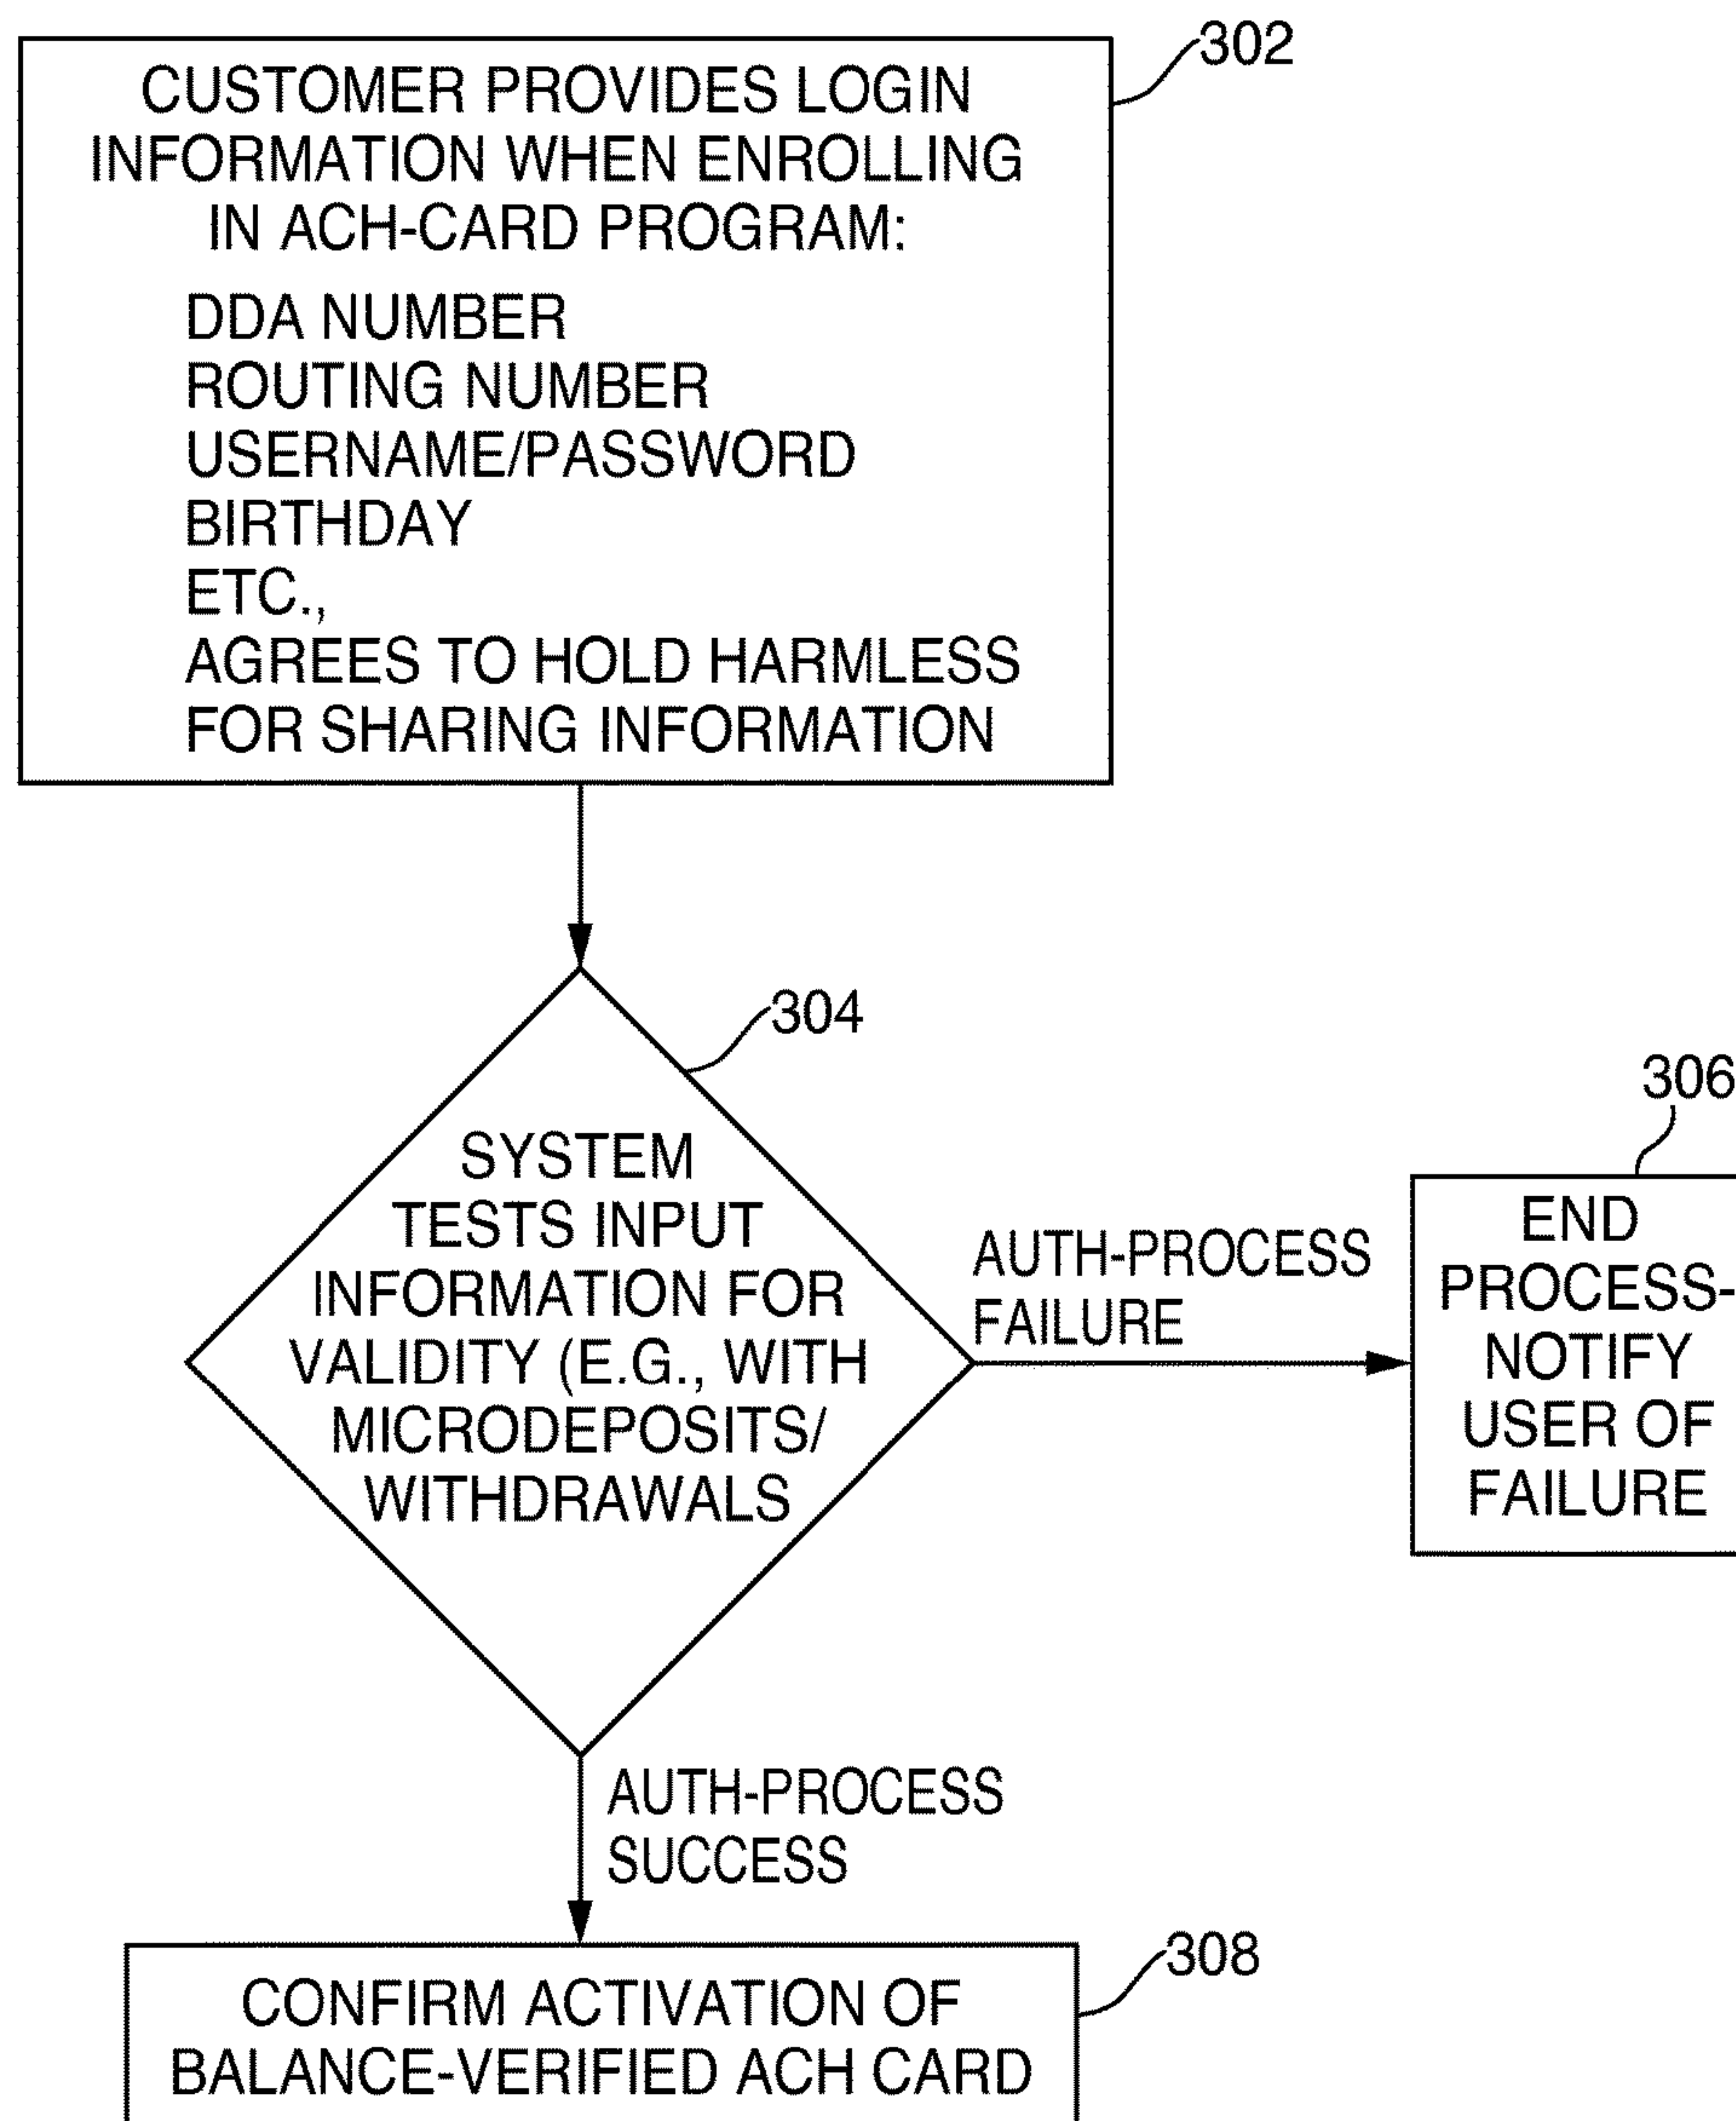 302
CUSTOMER PROVIDES LOGIN
INFORMATION WHEN ENROLLING
IN ACH-CARD PROGRAM:
DDA NUMBER
ROUTING NUMBER
USERNAME/PASSWORD
BIRTHDAY
ETC.,
AGREES TO HOLD HARMLESS
FOR SHARING INFORMATION
304
SYSTEM
TESTS INPUT
INFORMATION FOR
VALIDITY (E.G., WITH
MICRODEPOSITS/
WITHDRAWALS
AUTH-PROCESS
FAILURE
306
END
PROCESS-
NOTIFY
USER OF
FAILURE
AUTH-PROCESS
SUCCESS
308
CONFIRM ACTIVATION OF
BALANCE-VERIFIED ACH CARD